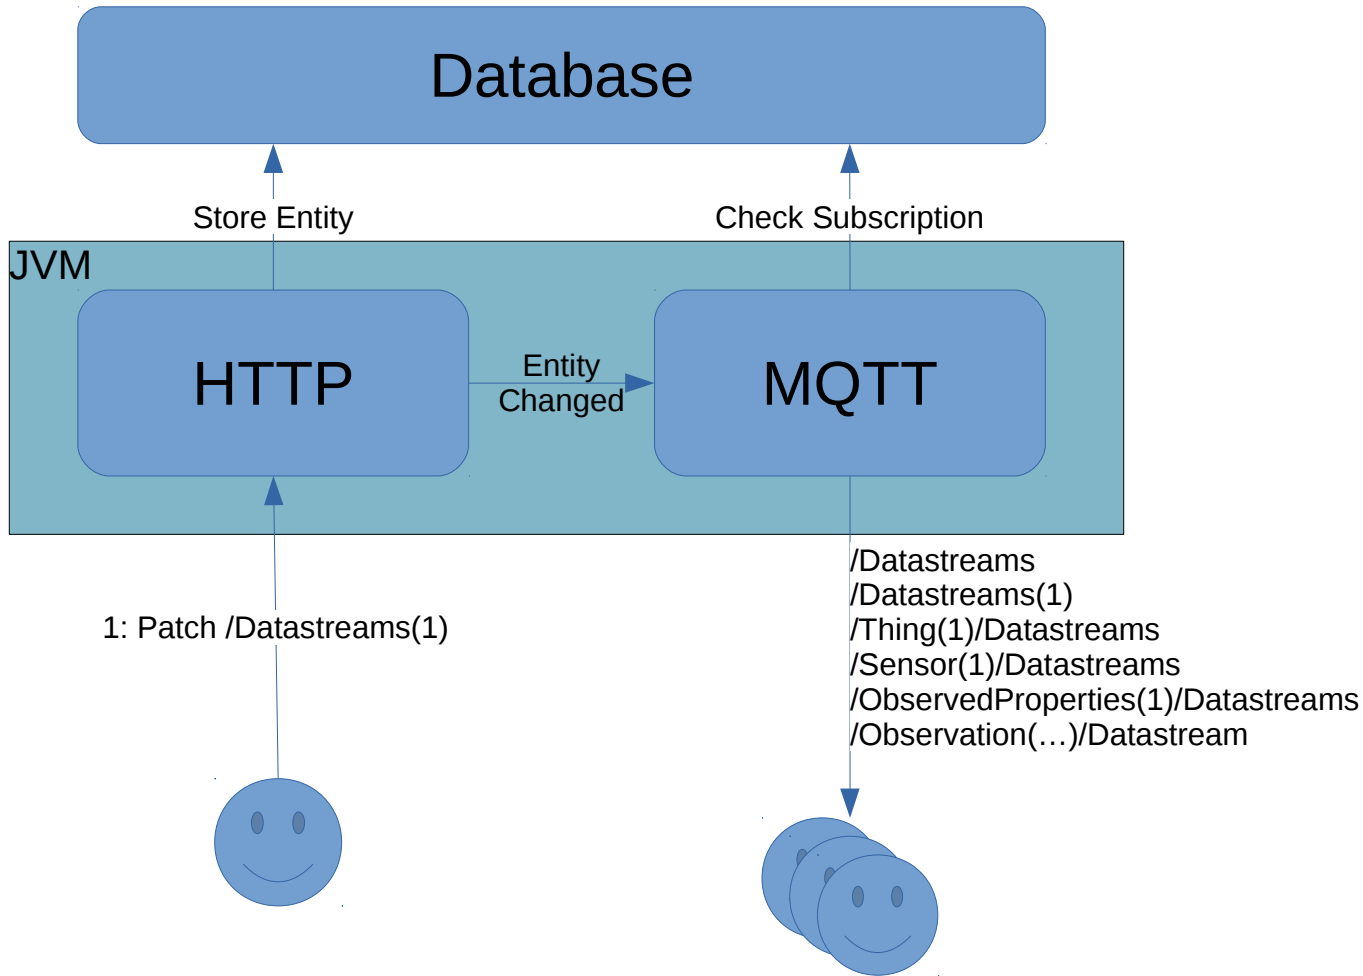 Database
Store Entity
Check Subscription
JVM
HTTP
Entity
Changed
MQTT
1: Patch /Datastreams(1)
/Datastreams
/Datastreams(1)
/Thing(1)/Datastreams
/Sensor(1)/Datastreams
/ObservedProperties(1)/Datastreams
/Observation(…)/Datastream